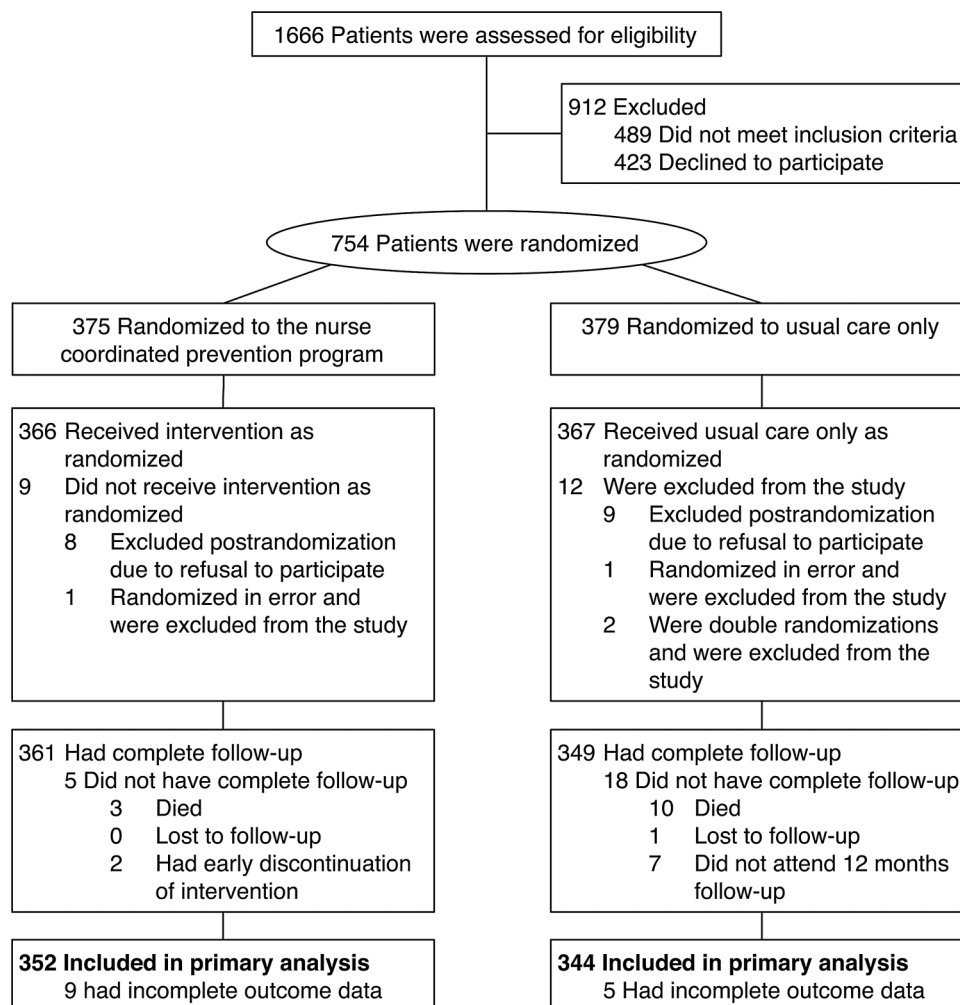 1666 Patients were assessed for eligibility
912 Excluded
489 Did not meet inclusion criteria
423 Declined to participate
754 Patients were randomized
375 Randomized to the nurse
coordinated prevention program
379 Randomized to usual care only
366 Received intervention as
randomized
9 Did not receive intervention as
randomized
8 Excluded postrandomization
due to refusal to participate
1 Randomized in error and
were excluded from the study
367 Received usual care only as
randomized
12 Were excluded from the study
9 Excluded postrandomization
due to refusal to participate
1 Randomized in error and
were excluded from the study
2 Were double randomizations
and were excluded from the
study
361 Had complete follow-up
5 Did not have complete follow-up
3 Died
0 Lost to follow-up
2 Had early discontinuation
of intervention
349 Had complete follow-up
18 Did not have complete follow-up
10 Died
1 Lost to follow-up
7 Did not attend 12 months
follow-up
352 Included in primary analysis
9 had incomplete outcome data
344 Included in primary analysis
5 Had incomplete outcome data